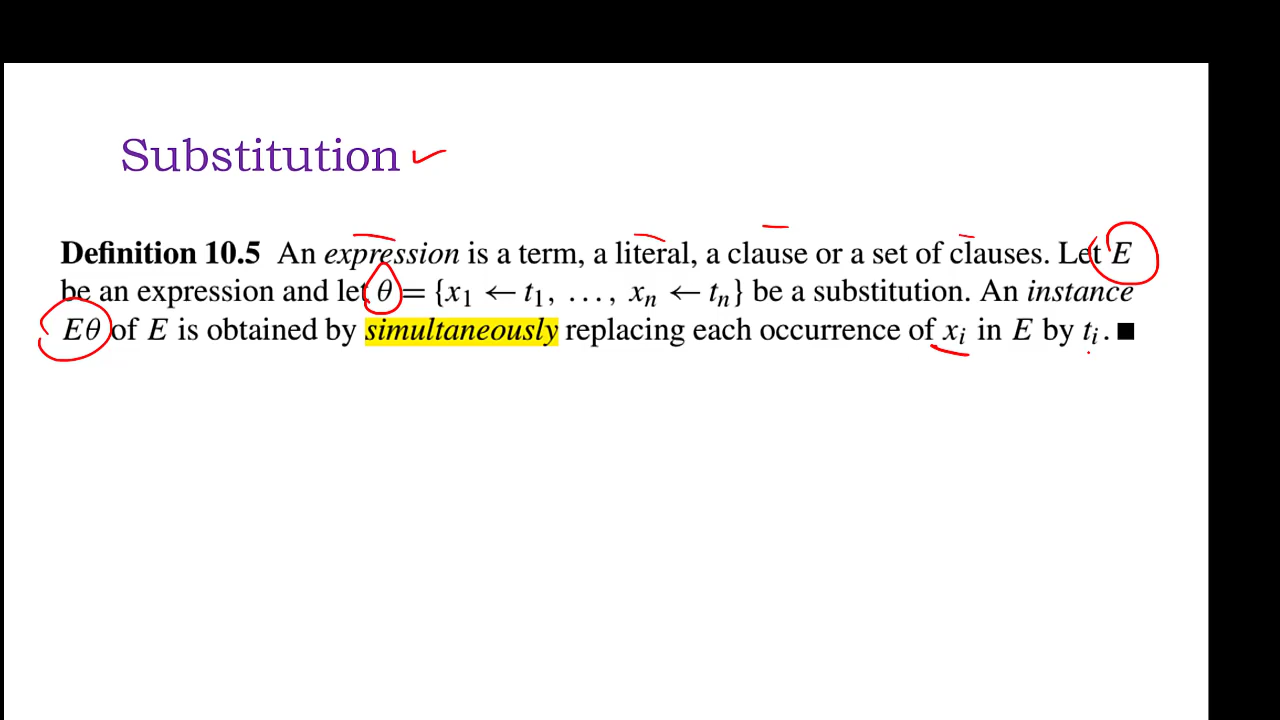 Substitution
Definition 10.5 An expression is a term, a literal, a clause or a set of clauses. Let E
be an expression and let θ = {x₁ ← t₁, ..., xₙ ← tₙ} be a substitution. An instance
Eθ of E is obtained by simultaneously replacing each occurrence of xᵢ in E by tᵢ. ■